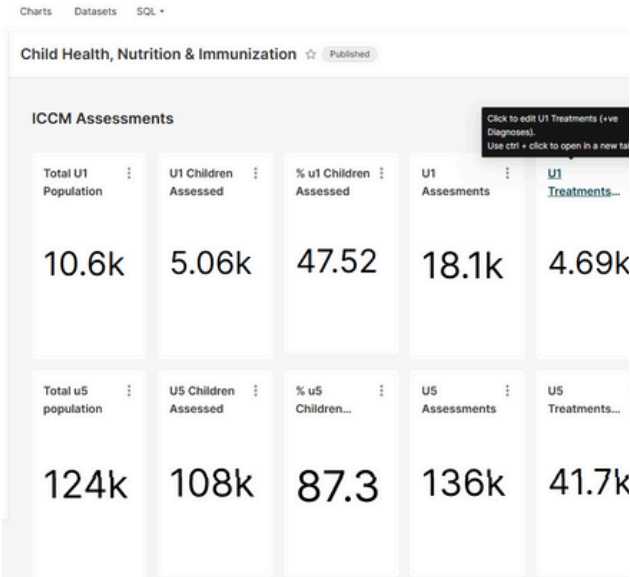 Charts Datasets SQL
Child Health, Nutrition & Immunization Published
ICCM Assessments
Click to edit U1 Treatments (+ve
Diagnoses).
Use ctrl + click to open in a new tab
Total U1
Population
10.6k
U1 Children
Assessed
5.06k
% u1 Children
Assessed
47.52
U1
Assesments
18.1k
U1
Treatments...
4.69k
Total u5
population
124k
U5 Children
Assessed
108k
% u5
Children...
87.3
U5
Assessments
136k
U5
Treatments...
41.7k